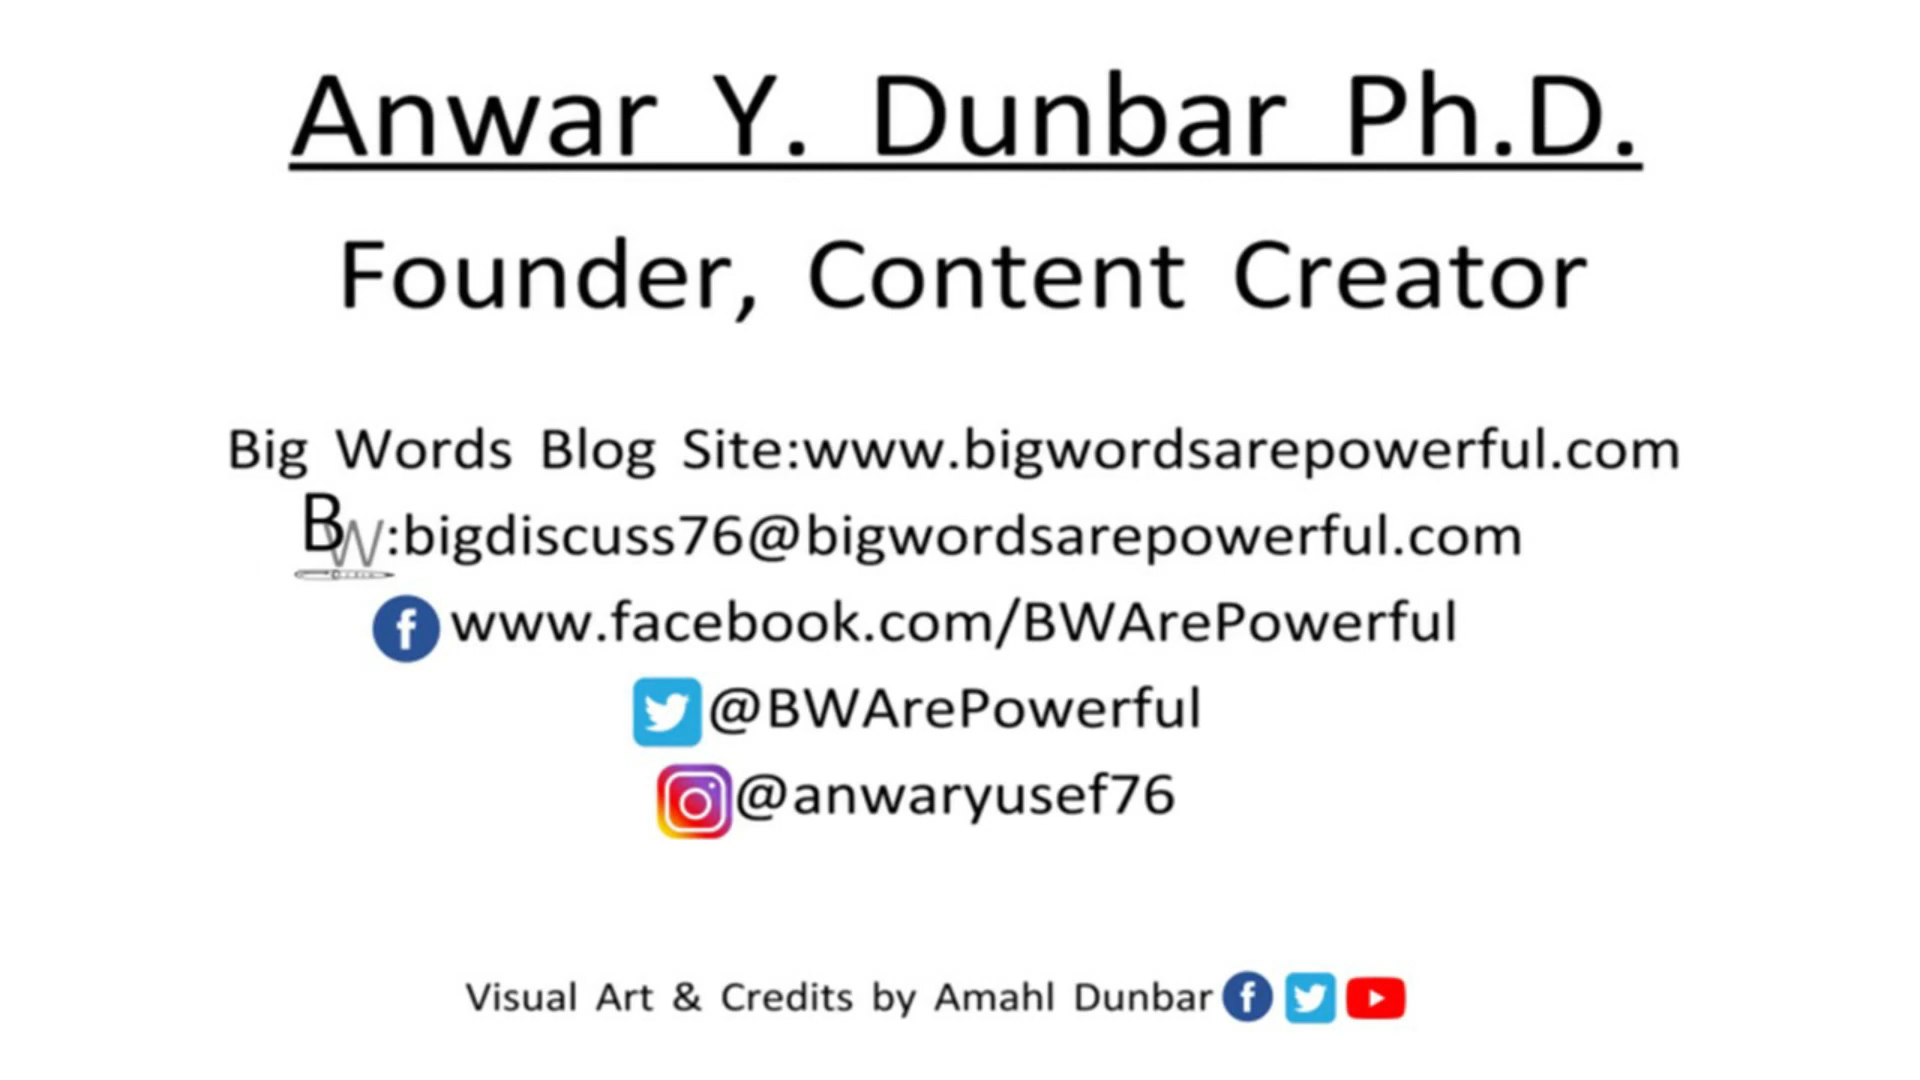 Anwar Y. Dunbar Ph.D.
Founder, Content Creator
Big Words Blog Site:www.bigwordsarepowerful.com
BW:bigdiscuss76@bigwordsarepowerful.com
f www.facebook.com/BWArePowerful
@BWArePowerful
@anwaryusef76
Visual Art & Credits by Amahl Dunbar f